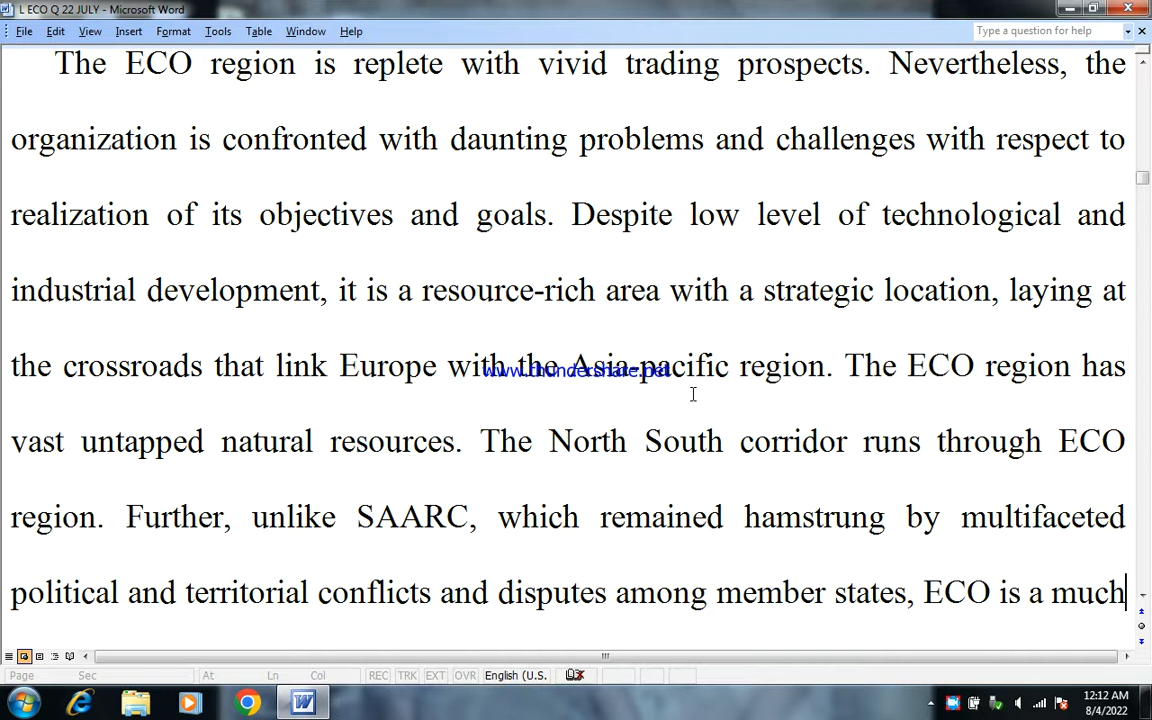 L ECO Q 22 JULY - Microsoft Word
File Edit View Insert Format Tools Table Window Help Type a question for help
The ECO region is replete with vivid trading prospects. Nevertheless, the
organization is confronted with daunting problems and challenges with respect to
realization of its objectives and goals. Despite low level of technological and
industrial development, it is a resource-rich area with a strategic location, laying at
the crossroads that link Europe with the Asia-pacific region. The ECO region has
www.thundershare.net
vast untapped natural resources. The North South corridor runs through ECO
region. Further, unlike SAARC, which remained hamstrung by multifaceted
political and territorial conflicts and disputes among member states, ECO is a much
Page Sec At Ln Col REC TRK EXT OVR English (U.S.
12:12 AM
8/4/2022